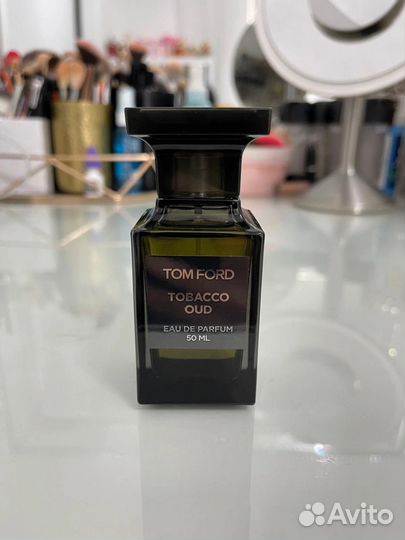 TOM FORD
TOBACCO
OUD
EAU DE PARFUM
50 ML
Avito